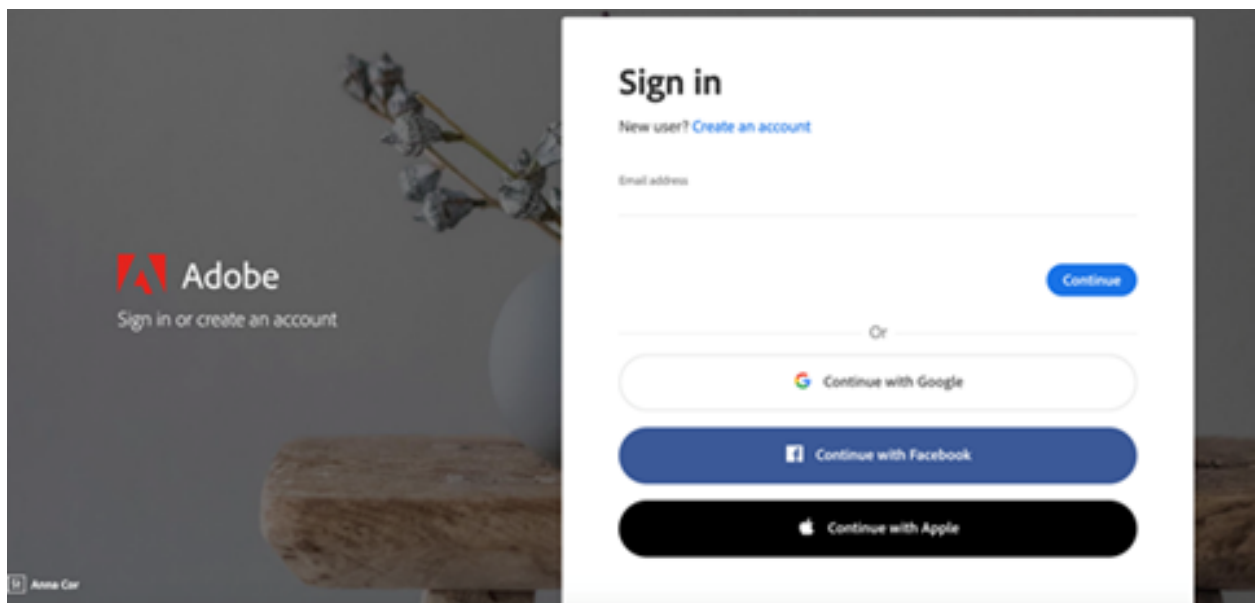 Adobe
Sign in or create an account
Sign in
New user? Create an account
Email address
Continue
Or
Continue with Google
Continue with Facebook
Continue with Apple
St Anna Cor